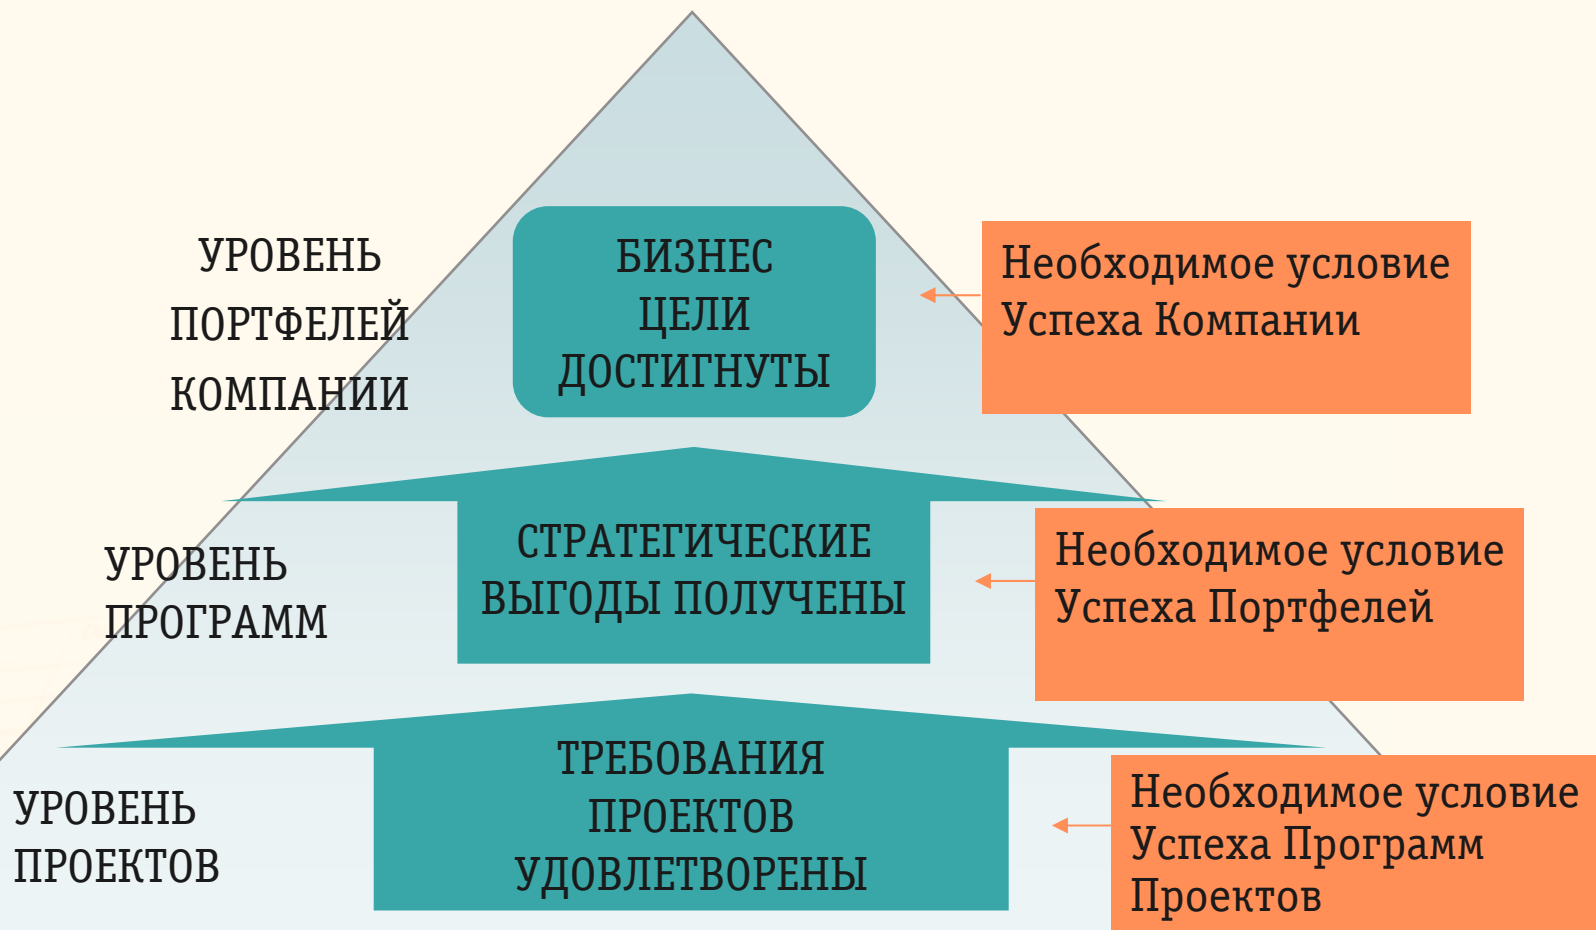 УРОВЕНЬ
ПОРТФЕЛЕЙ
КОМПАНИИ
БИЗНЕС
ЦЕЛИ
ДОСТИГНУТЫ
Необходимое условие
Успеха Компании
УРОВЕНЬ
ПРОГРАММ
СТРАТЕГИЧЕСКИЕ
ВЫГОДЫ ПОЛУЧЕНЫ
Необходимое условие
Успеха Портфелей
УРОВЕНЬ
ПРОЕКТОВ
ТРЕБОВАНИЯ
ПРОЕКТОВ
УДОВЛЕТВОРЕНЫ
Необходимое условие
Успеха Программ
Проектов